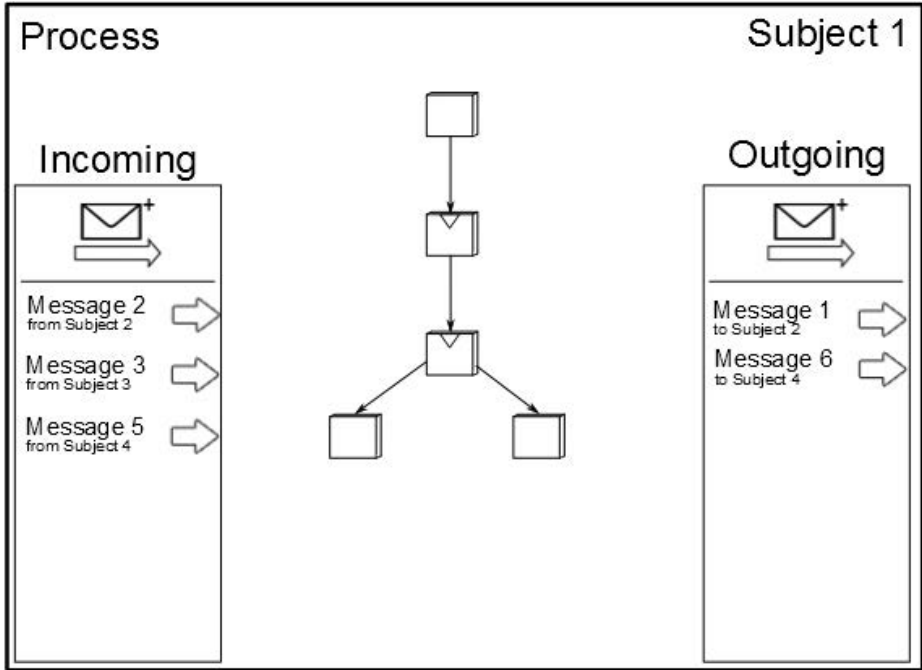 Process
Subject 1
Incoming
Message 2
from Subject 2
Message 3
from Subject 3
Message 5
from Subject 4
Outgoing
Message 1
to Subject 2
Message 6
to Subject 4